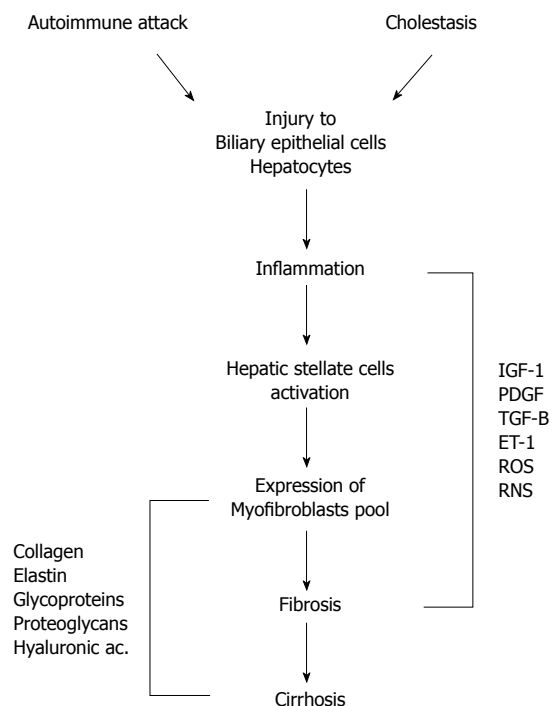 Autoimmune attack
Cholestasis
Injury to
Biliary epithelial cells
Hepatocytes
Inflammation
Hepatic stellate cells
activation
IGF-1
PDGF
TGF-B
ET-1
ROS
RNS
Expression of
Myofibroblasts pool
Collagen
Elastin
Glycoproteins
Proteoglycans
Hyaluronic ac.
Fibrosis
Cirrhosis